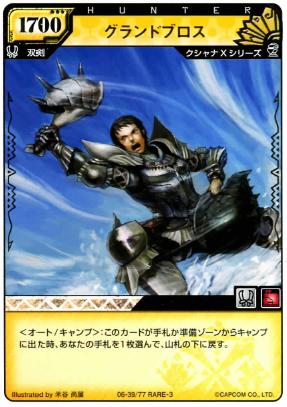 HUNTER
1700
グランドブロス
双剣
クシャナXシリーズ
<オート/キャンプ>:このカードが手札か準備ゾーンからキャンプ
に出た時、あなたの手札を1枚選んで、山札の下に戻す。
Illustrated by 米谷 尚展
06-39/77 RARE-3
©CAPCOM CO., LTD.